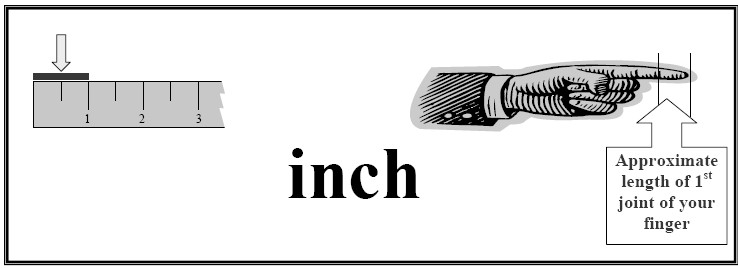 1 2 3
inch
Approximate
length of 1st
joint of your
finger